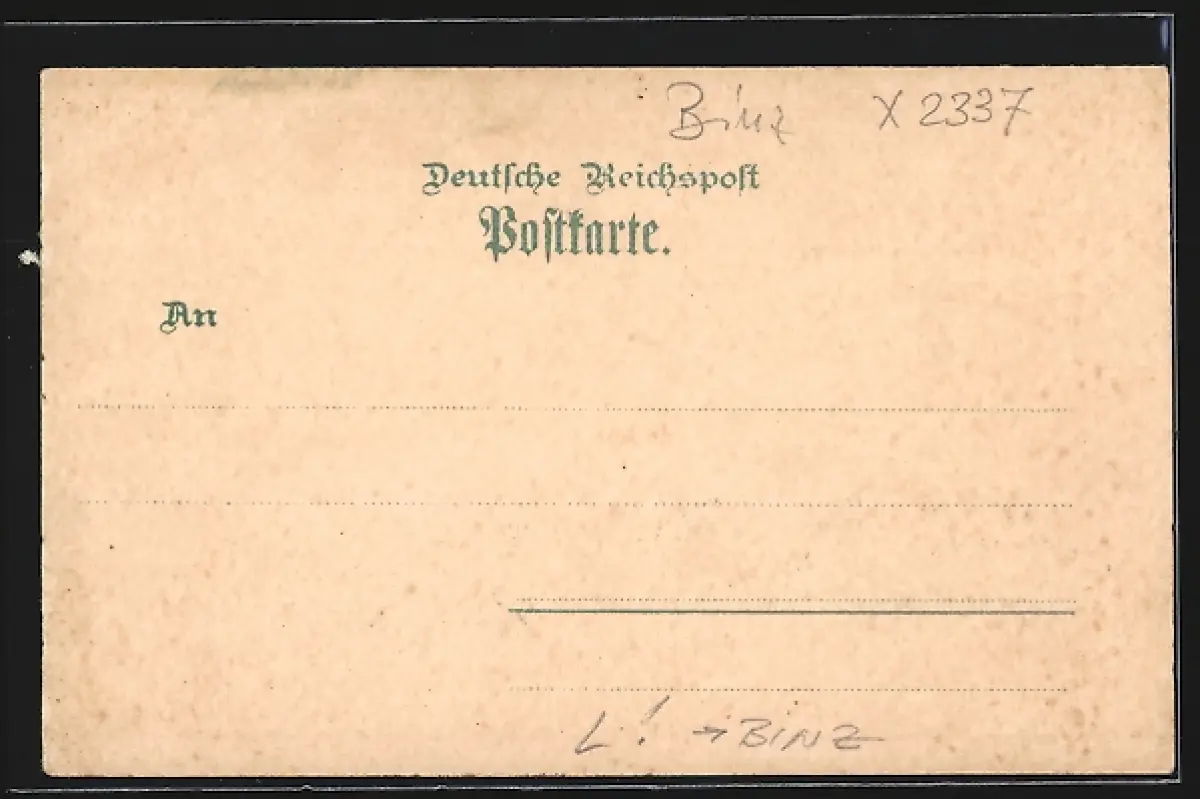 Binz X 2337
Deutſche Reichspoſt
Poſtkarte.
An
L! → BINZ